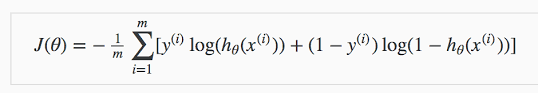 J(θ) = − 1/m ∑_{i=1}^{m} [y^{(i)} log(h_θ(x^{(i)})) + (1 − y^{(i)}) log(1 − h_θ(x^{(i)}))]